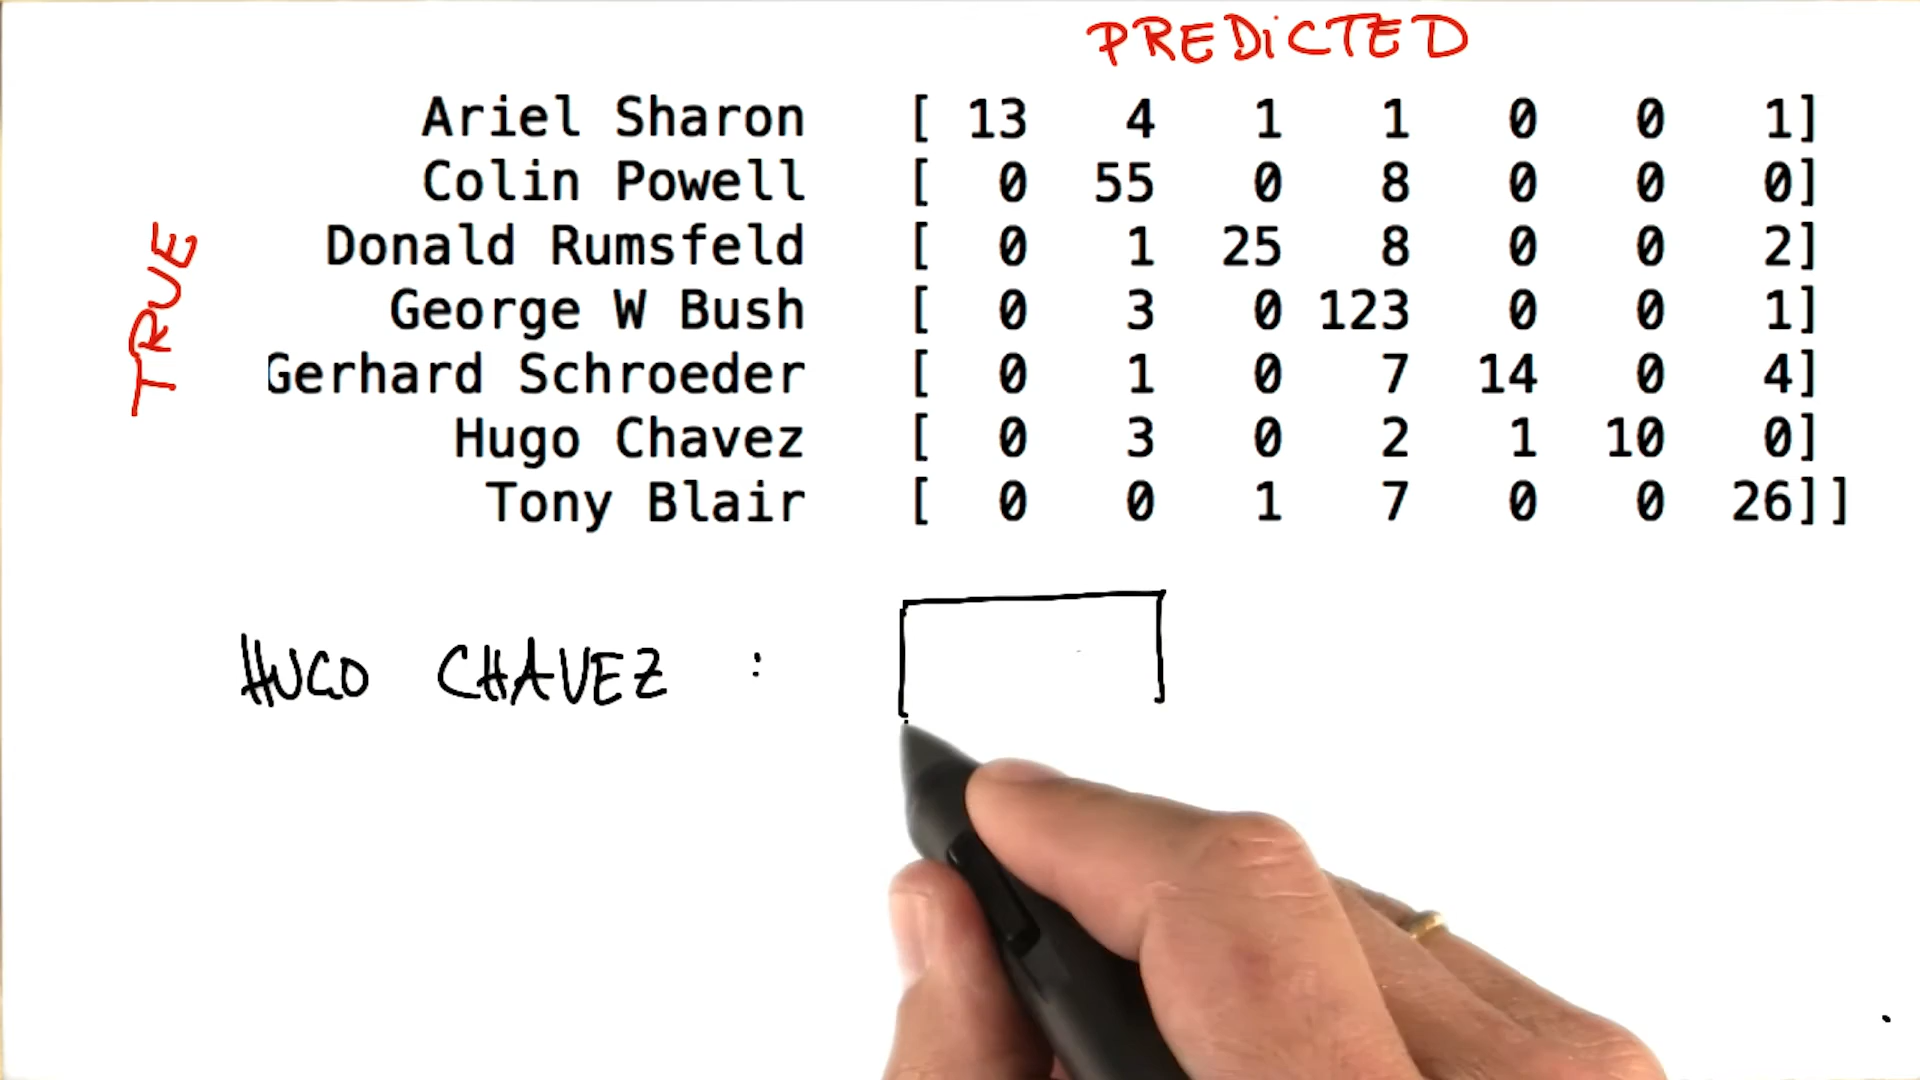 PREDICTED
TRUE
Ariel Sharon [ 13 4 1 1 0 0 1]
Colin Powell [ 0 55 0 8 0 0 0]
Donald Rumsfeld [ 0 1 25 8 0 0 2]
George W Bush [ 0 3 0 123 0 0 1]
Gerhard Schroeder [ 0 1 0 7 14 0 4]
Hugo Chavez [ 0 3 0 2 1 10 0]
Tony Blair [ 0 0 1 7 0 0 26]]
HUGO CHAVEZ :